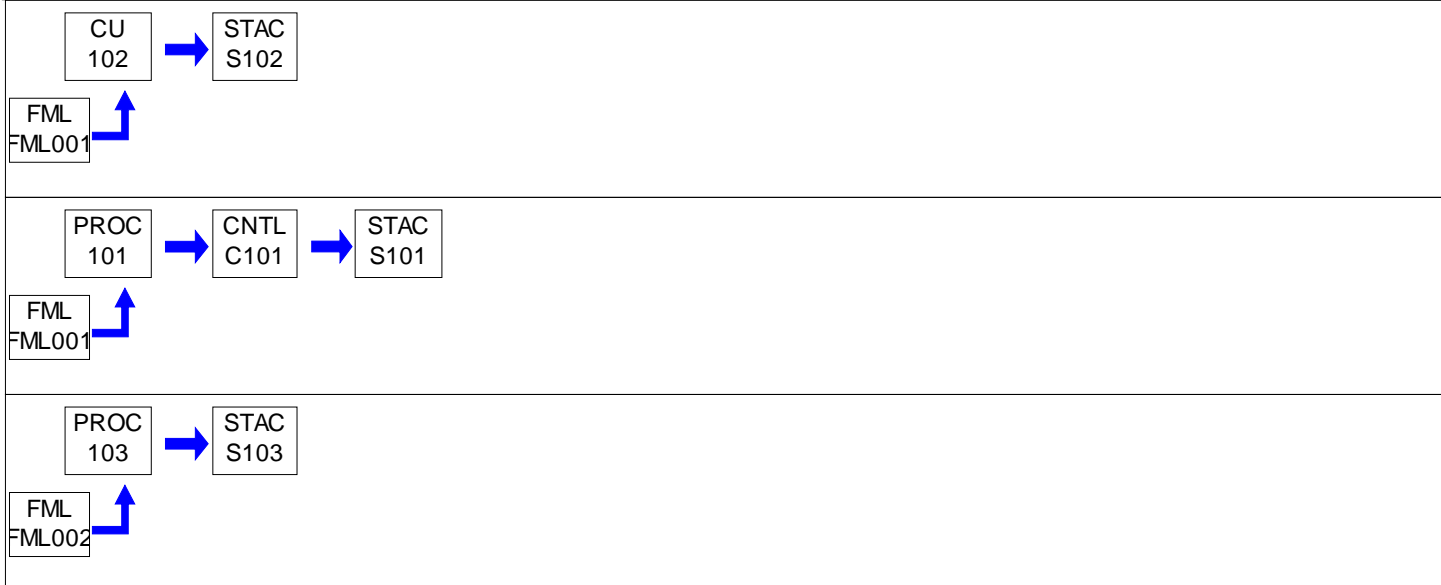 CU
102
STAC
S102
FML
FML001
PROC
101
CNTL
C101
STAC
S101
FML
FML001
PROC
103
STAC
S103
FML
FML002